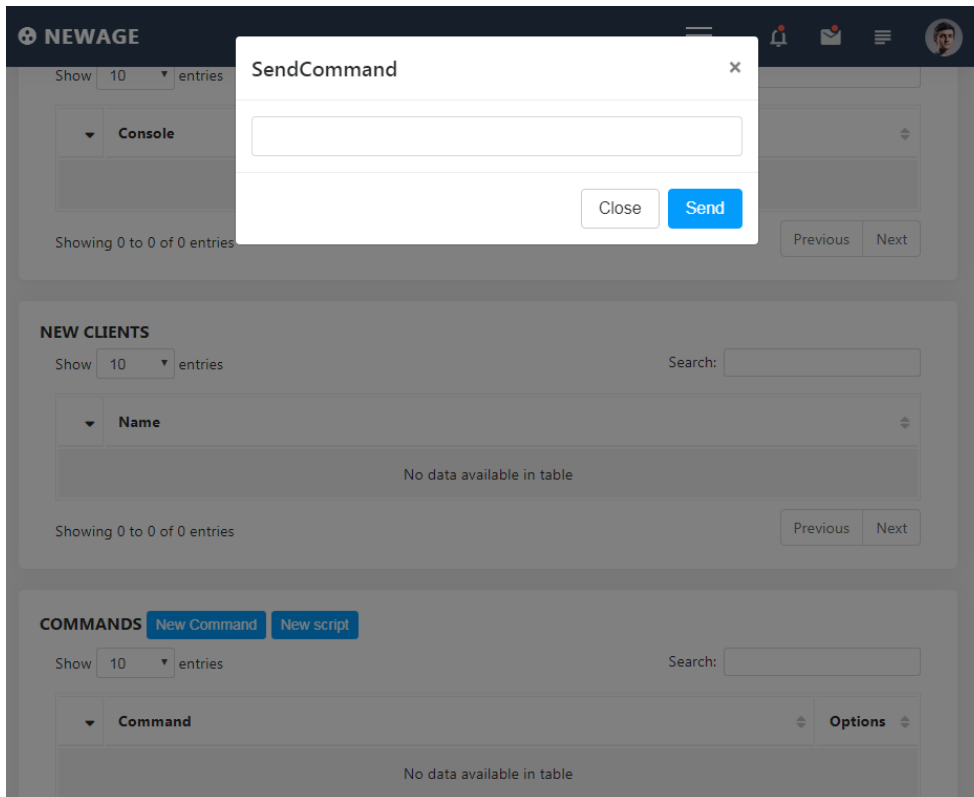 NEWAGE
SendCommand ×
Show 10 entries
Console
Close Send
Showing 0 to 0 of 0 entries
Previous Next
NEW CLIENTS
Show 10 entries
Search:
Name
No data available in table
Showing 0 to 0 of 0 entries
Previous Next
COMMANDS New Command New script
Show 10 entries
Search:
Command Options
No data available in table